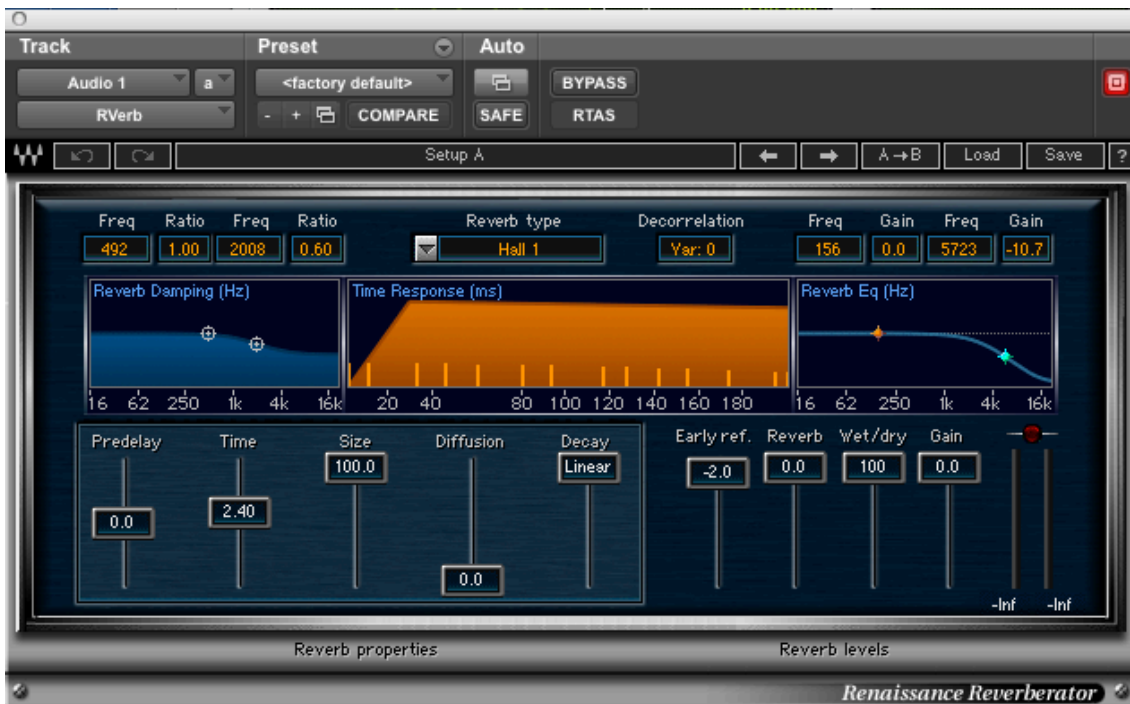 Track Preset Auto
Audio 1 a <factory default> BYPASS
RVerb - + COMPARE SAFE RTAS
Setup A A→B Load Save ?
Freq Ratio Freq Ratio Reverb type Decorrelation Freq Gain Freq Gain
492 1.00 2008 0.60 Hall 1 Var: 0 156 0.0 5723 -10.7
Reverb Damping (Hz) Time Response (ms) Reverb Eq (Hz)
16 62 250 1k 4k 16k 20 40 80 100 120 140 160 180 16 62 250 1k 4k 16k
Predelay Time Size Diffusion Decay Early ref. Reverb Wet/dry Gain
0.0 2.40 100.0 0.0 Linear -2.0 0.0 100 0.0
-Inf -Inf
Reverb properties Reverb levels
Renaissance Reverberator